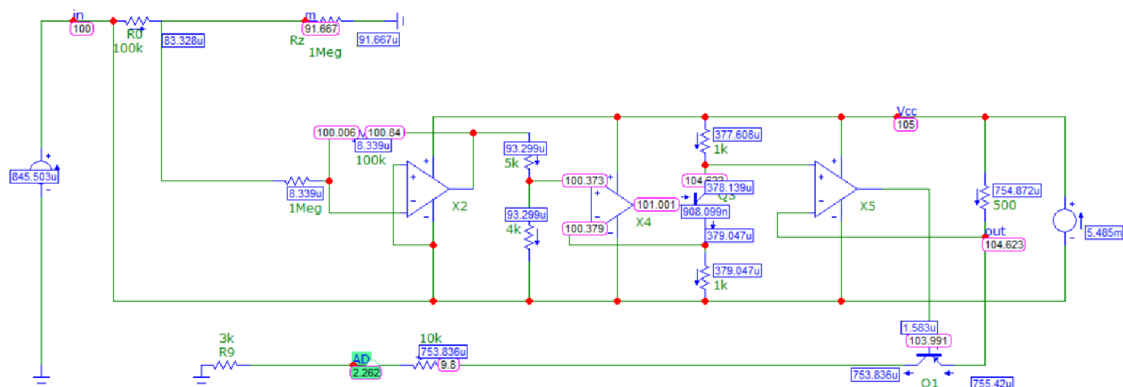 in
100
R0
100k
83.328u
m
91.667
Rz
1Meg
91.667u
845.503u
+
-
100.006
100.84
8.339u
100k
8.339u
1Meg
X2
93.299u
5k
93.299u
4k
100.373
100.379
X4
101.001
908.099n
377.608u
1k
378.139u
379.047u
379.047u
1k
X5
Vcc
105
754.872u
500
out
104.623
5.485m
3k
R9
AD
2.262
10k
753.836u
9.8
1.583u
103.991
753.836u
755.42u
Q1